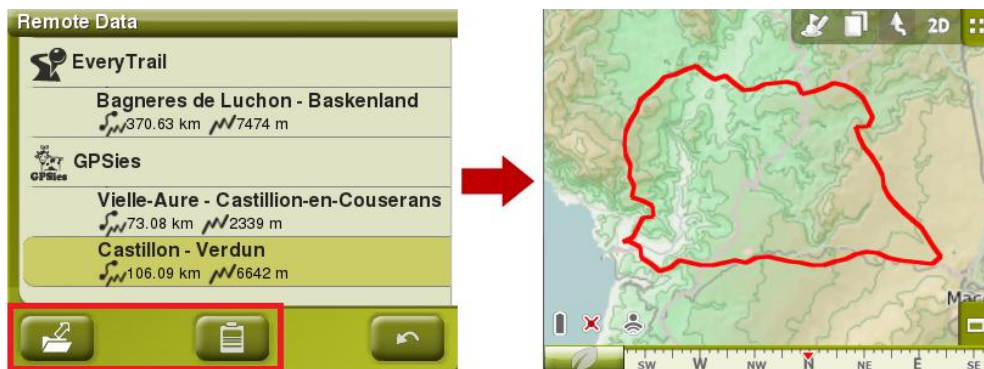 Remote Data
EveryTrail
Bagneres de Luchon - Baskenland
370.63 km 7474 m
GPSies
GPSies
Vielle-Aure - Castillion-en-Couserans
73.08 km 2339 m
Castillon - Verdun
106.09 km 6642 m
2D
SW W NW N NE E SE